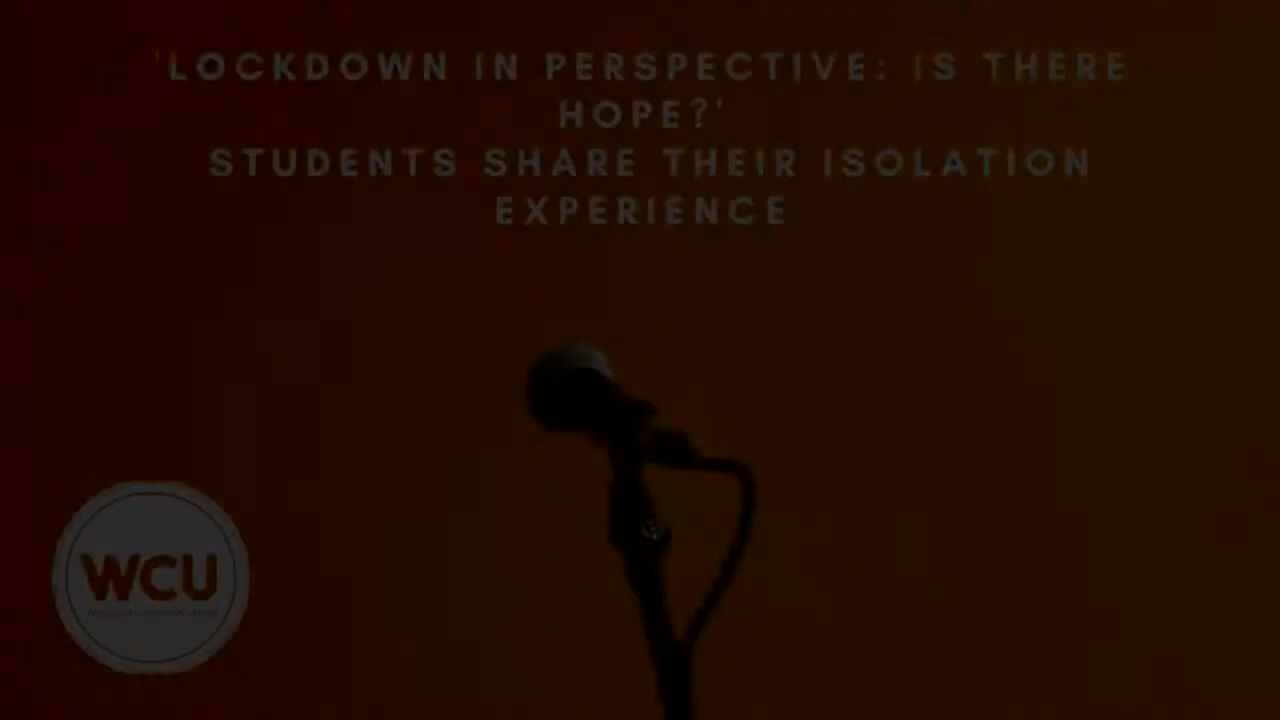 'LOCKDOWN IN PERSPECTIVE: IS THERE
HOPE?'
STUDENTS SHARE THEIR ISOLATION
EXPERIENCE
WCU